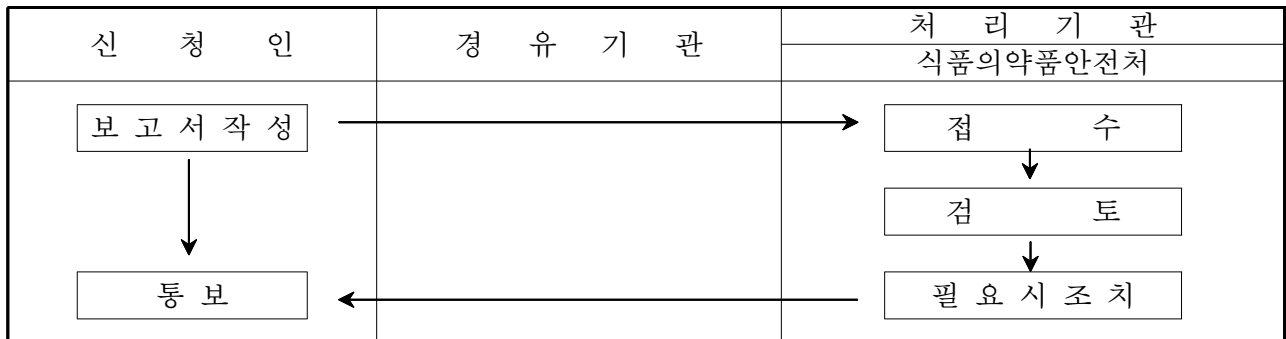 신 청 인
경 유 기 관
처 리 기 관
식품의약품안전처
보 고 서 작 성
접 수
검 토
통 보
필 요 시 조 치